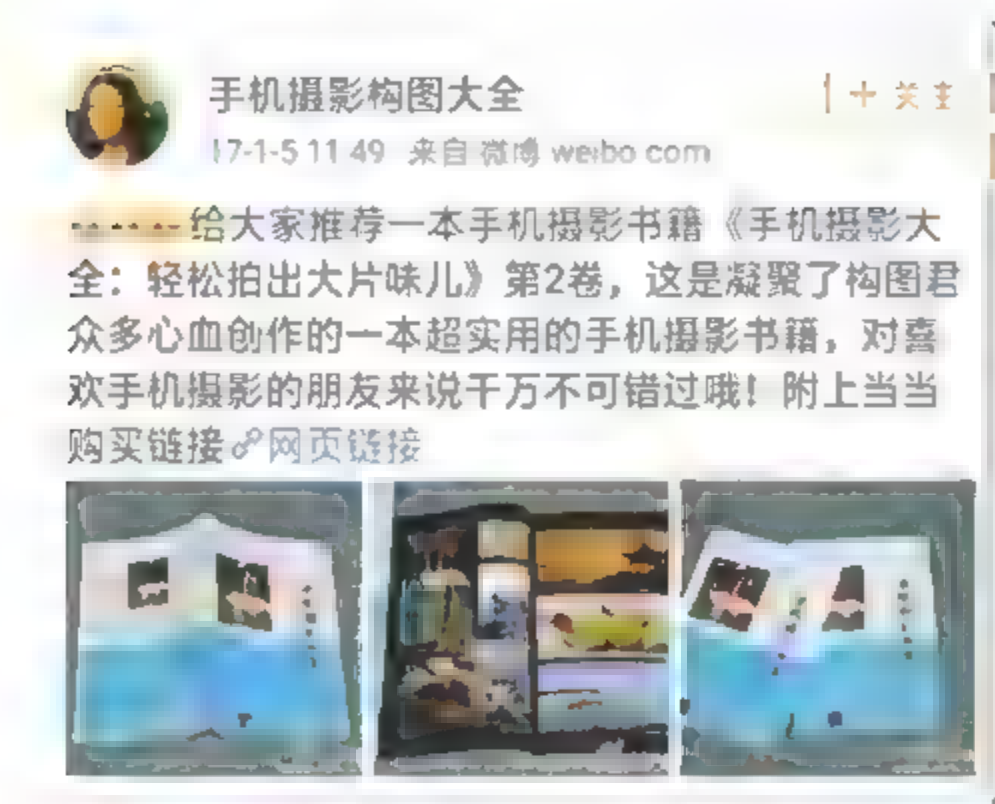 手机摄影构图大全
+关注
17-1-5 11:49 来自 微博 weibo.com
给大家推荐一本手机摄影书籍《手机摄影大
全：轻松拍出大片味儿》第2卷，这是凝聚了构图君
众多心血创作的一本超实用的手机摄影书籍，对喜
欢手机摄影的朋友来说千万不可错过哦！附上当当
购买链接 网页链接